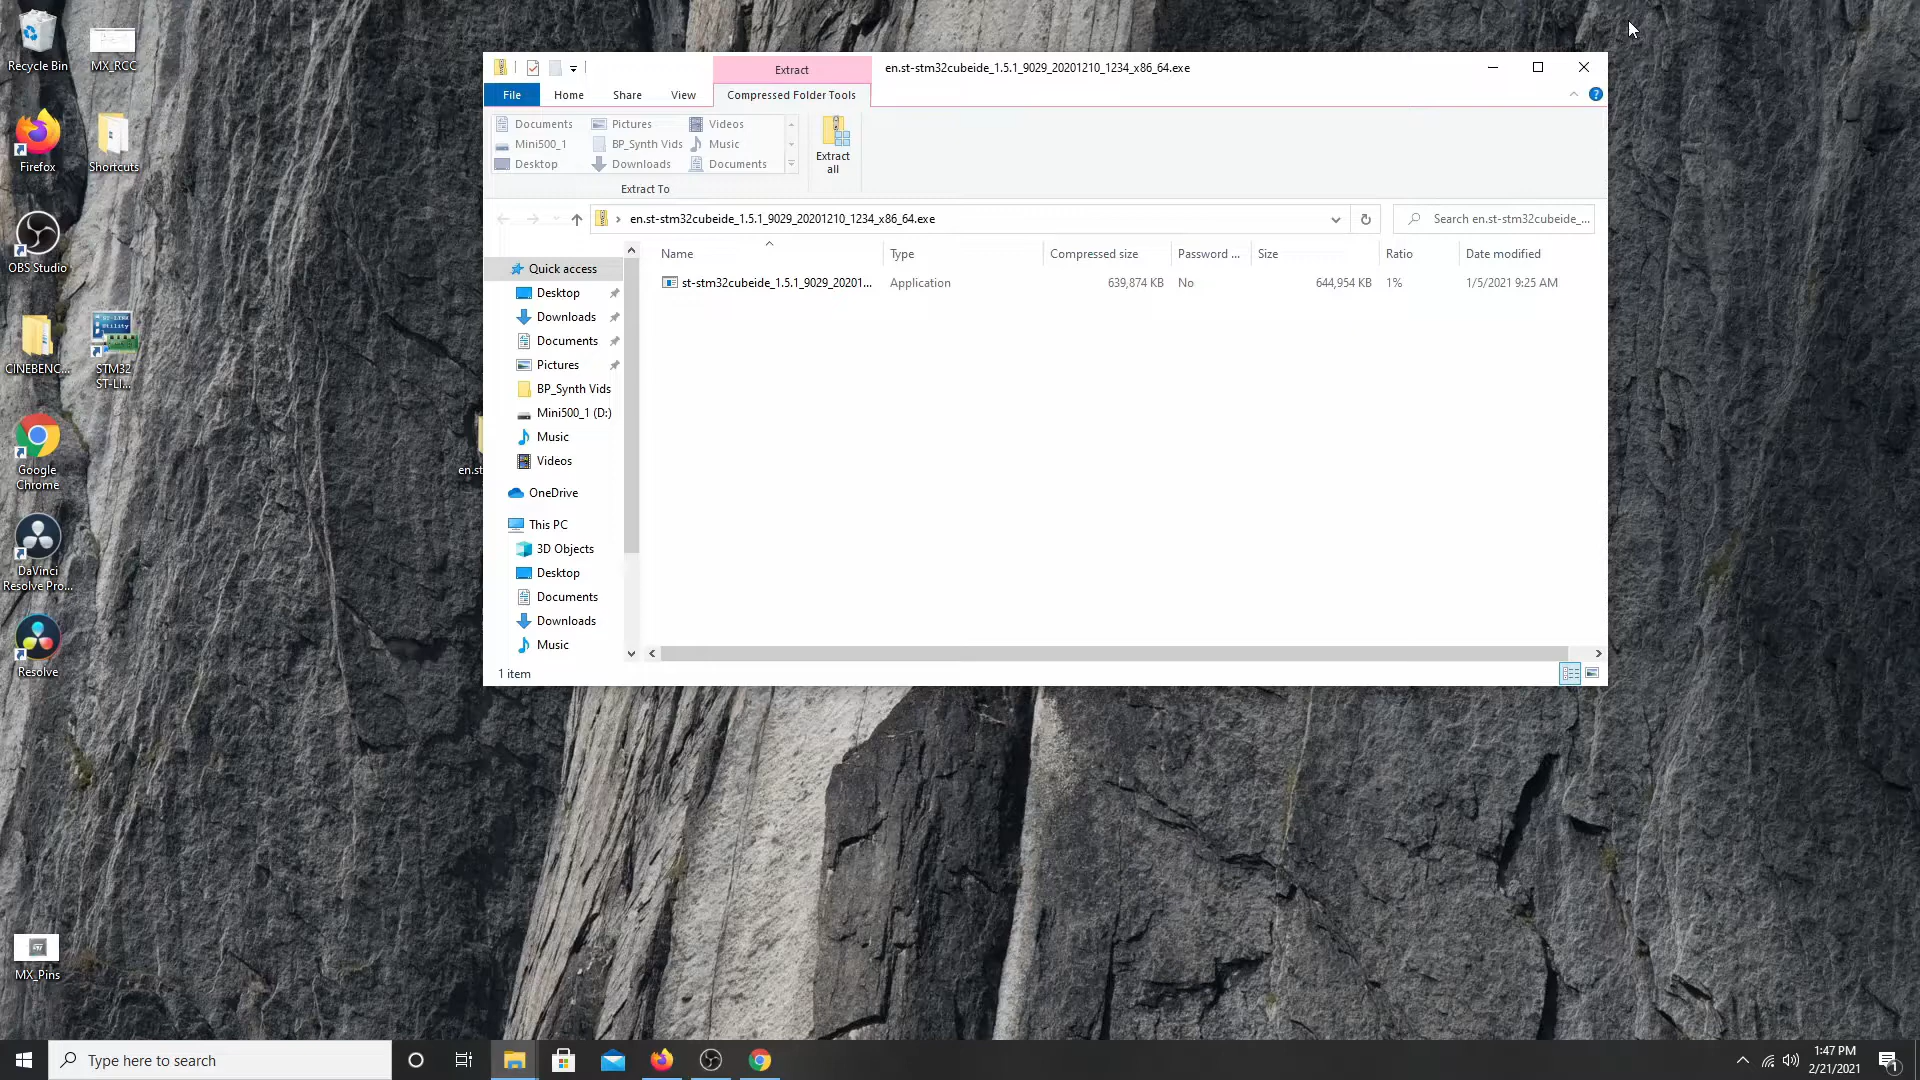 Recycle Bin
MX_RCC
Firefox
Shortcuts
OBS Studio
CINEBENC...
STM32
ST-LI...
Google
Chrome
DaVinci
Resolve Pro...
Resolve
MX_Pins
en.st
Extract
en.st-stm32cubeide_1.5.1_9029_20201210_1234_x86_64.exe
File
Home
Share
View
Compressed Folder Tools
Documents
Pictures
Videos
Mini500_1
BP_Synth Vids
Music
Desktop
Downloads
Documents
Extract To
Extract
all
en.st-stm32cubeide_1.5.1_9029_20201210_1234_x86_64.exe
Search en.st-stm32cubeide_...
Name
Type
Compressed size
Password ...
Size
Ratio
Date modified
st-stm32cubeide_1.5.1_9029_20201...
Application
639,874 KB
No
644,954 KB
1%
1/5/2021 9:25 AM
Quick access
Desktop
Downloads
Documents
Pictures
BP_Synth Vids
Mini500_1 (D:)
Music
Videos
OneDrive
This PC
3D Objects
Desktop
Documents
Downloads
Music
1 item
Type here to search
1:47 PM
2/21/2021
1